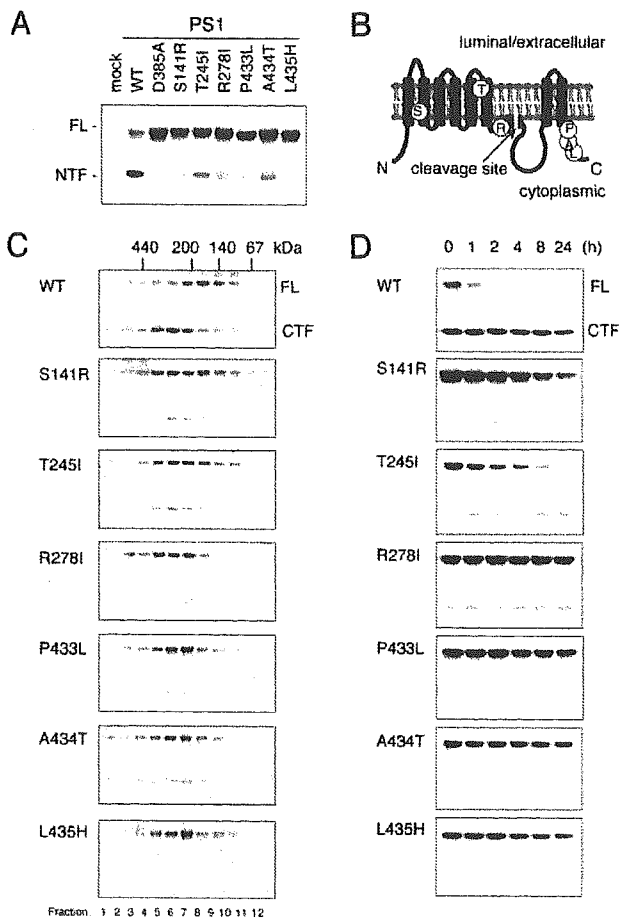 A
PS1
mock
WT
D385A
S141R
T245I
R278I
P433L
A434T
L435H
FL -
NTF -
B
luminal/extracellular
S
T
R
P
A
L
N
cleavage site
C
cytoplasmic
C
440 200 140 67 kDa
WT
FL
CTF
S141R
T245I
R278I
P433L
A434T
L435H
Fraction 1 2 3 4 5 6 7 8 9 10 11 12
D
0 1 2 4 8 24 (h)
WT
FL
CTF
S141R
T245I
R278I
P433L
A434T
L435H